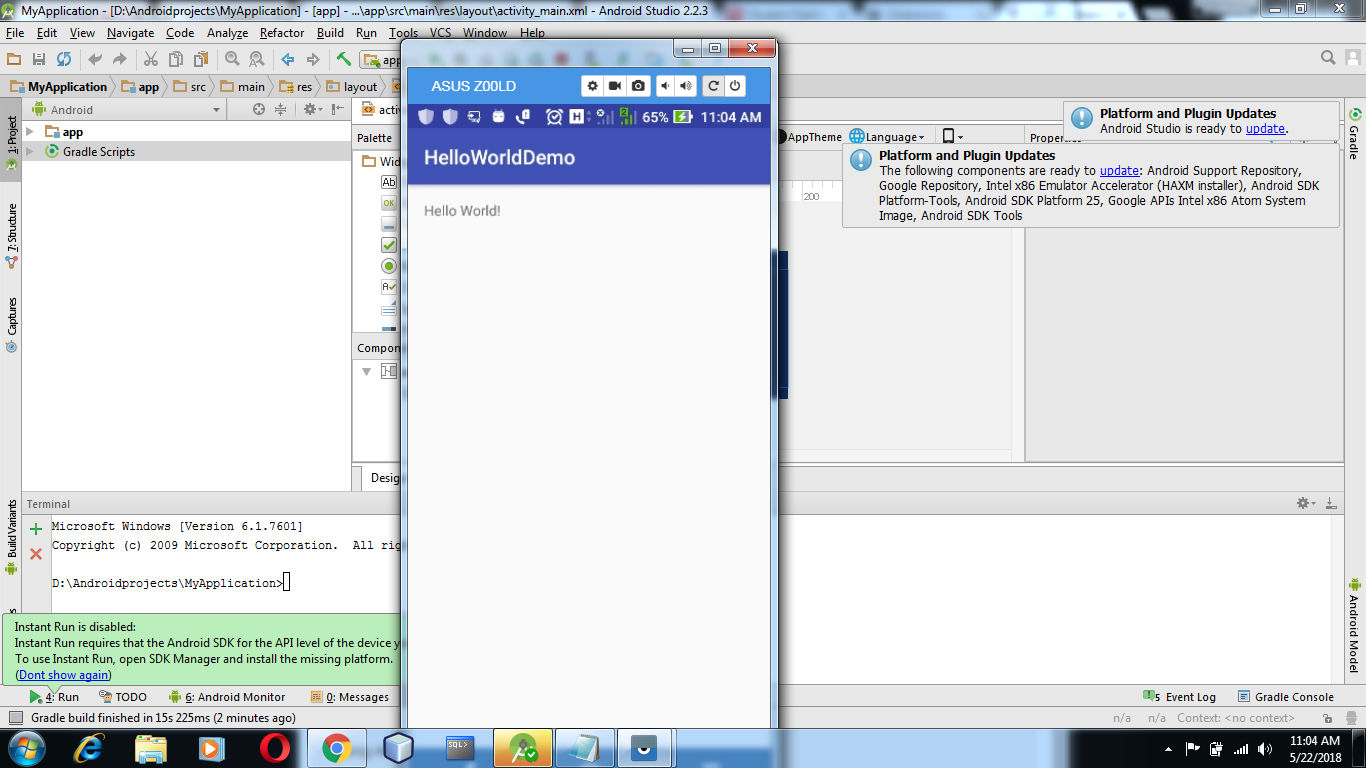 MyApplication - [D:\Androidprojects\MyApplication] - [app] - ...\app\src\main\res\layout\activity_main.xml - Android Studio 2.2.3
File Edit View Navigate Code Analyze Refactor Build Run Tools VCS Window Help
app
MyApplication app src main res layout
Android
1: Project
app
Gradle Scripts
7: Structure
Captures
Build Variants
Palette
Ab
OK
Design
ASUS Z00LD
65% 11:04 AM
HelloWorldDemo
Hello World!
AppTheme Language
200
Properties
Platform and Plugin Updates
Android Studio is ready to update.
Platform and Plugin Updates
The following components are ready to update: Android Support Repository,
Google Repository, Intel x86 Emulator Accelerator (HAXM installer), Android SDK
Platform-Tools, Android SDK Platform 25, Google APIs Intel x86 Atom System
Image, Android SDK Tools
Gradle
Android Model
Terminal
Microsoft Windows [Version 6.1.7601]
Copyright (c) 2009 Microsoft Corporation. All
D:\Androidprojects\MyApplication>
Instant Run is disabled:
Instant Run requires that the Android SDK for the API level of the device
To use Instant Run, open SDK Manager and install the missing platform.
(Dont show again)
4: Run TODO 6: Android Monitor 0: Messages
5 Event Log Gradle Console
Gradle build finished in 15s 225ms (2 minutes ago)
n/a n/a Context: <no context>
SQL>
11:04 AM
5/22/2018